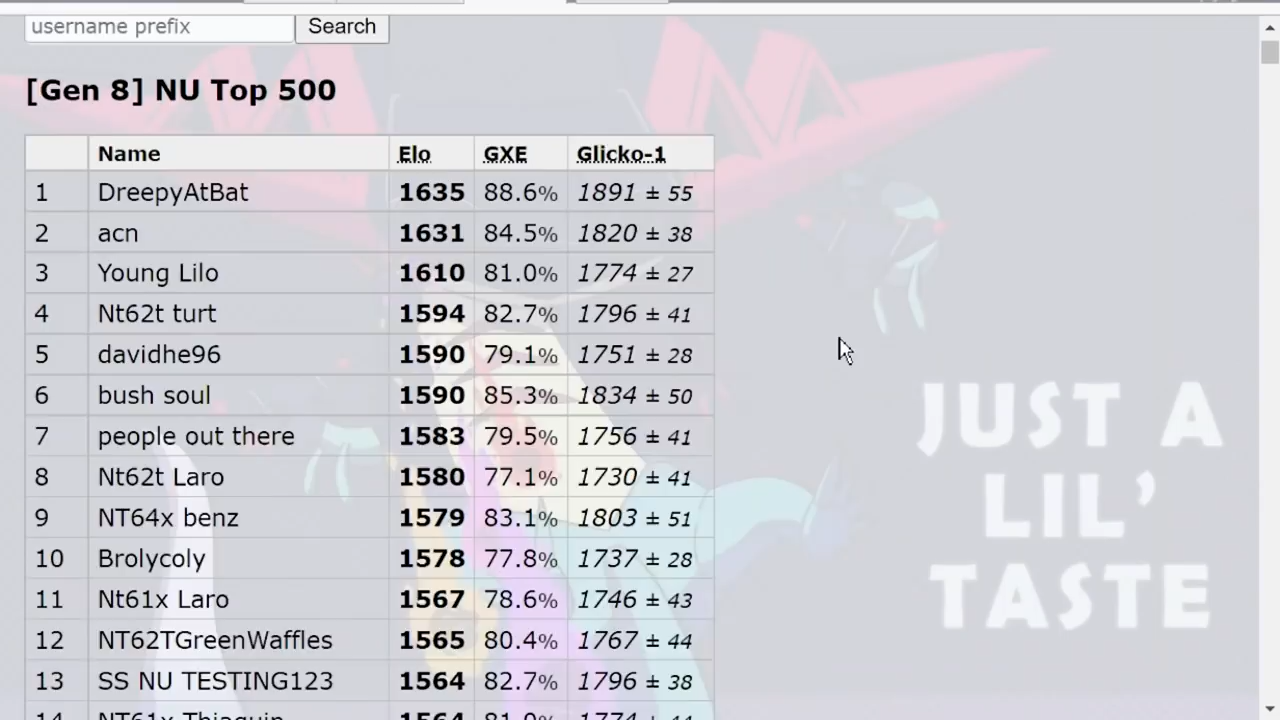 username prefix Search
[Gen 8] NU Top 500
Name Elo GXE Glicko-1
1 DreepyAtBat 1635 88.6% 1891 ± 55
2 acn 1631 84.5% 1820 ± 38
3 Young Lilo 1610 81.0% 1774 ± 27
4 Nt62t turt 1594 82.7% 1796 ± 41
5 davidhe96 1590 79.1% 1751 ± 28
6 bush soul 1590 85.3% 1834 ± 50
7 people out there 1583 79.5% 1756 ± 41
8 Nt62t Laro 1580 77.1% 1730 ± 41
9 NT64x benz 1579 83.1% 1803 ± 51
10 Brolycoly 1578 77.8% 1737 ± 28
11 Nt61x Laro 1567 78.6% 1746 ± 43
12 NT62TGreenWaffles 1565 80.4% 1767 ± 44
13 SS NU TESTING123 1564 82.7% 1796 ± 38
JUST A
LIL'
TASTE